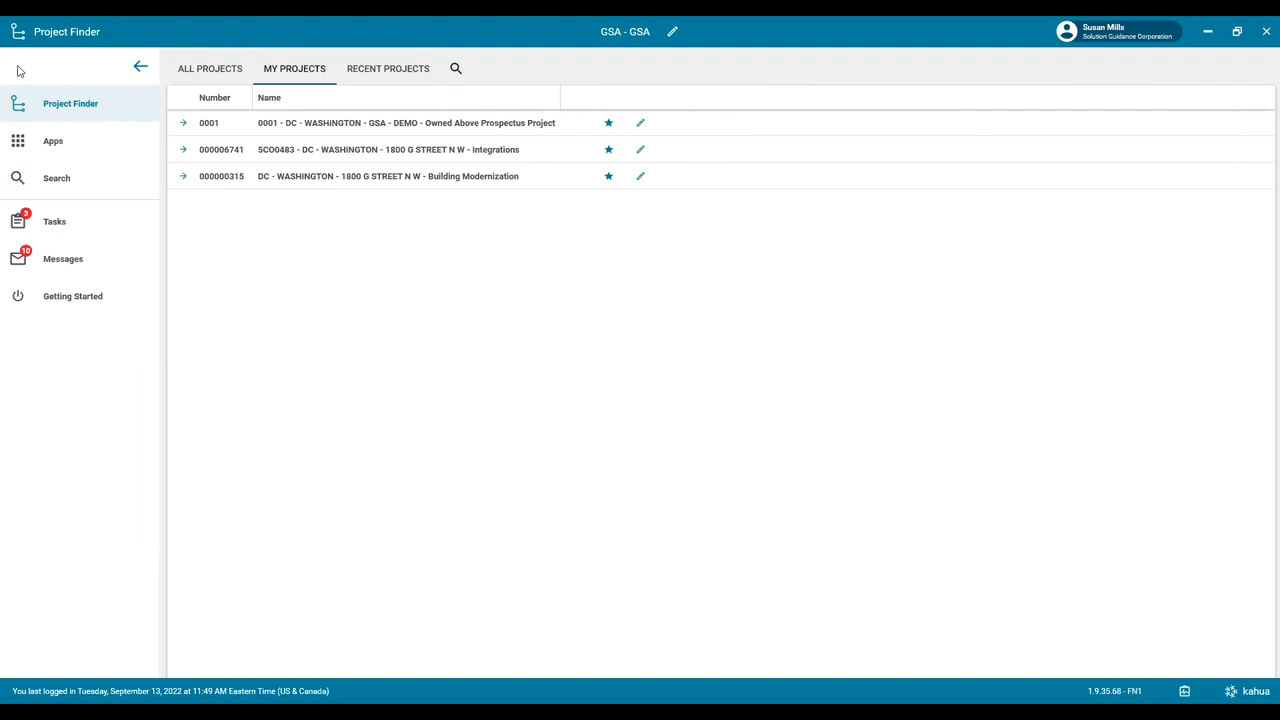 Project Finder
GSA - GSA
Susan Mills
Solution Guidance Corporation
Project Finder
Apps
Search
3
Tasks
10
Messages
Getting Started
ALL PROJECTS MY PROJECTS RECENT PROJECTS
Number Name
0001 0001 - DC - WASHINGTON - GSA - DEMO - Owned Above Prospectus Project
000006741 5CO0483 - DC - WASHINGTON - 1800 G STREET N W - Integrations
000000315 DC - WASHINGTON - 1800 G STREET N W - Building Modernization
You last logged in Tuesday, September 13, 2022 at 11:49 AM Eastern Time (US & Canada)
1.9.35.68 - FN1
kahua